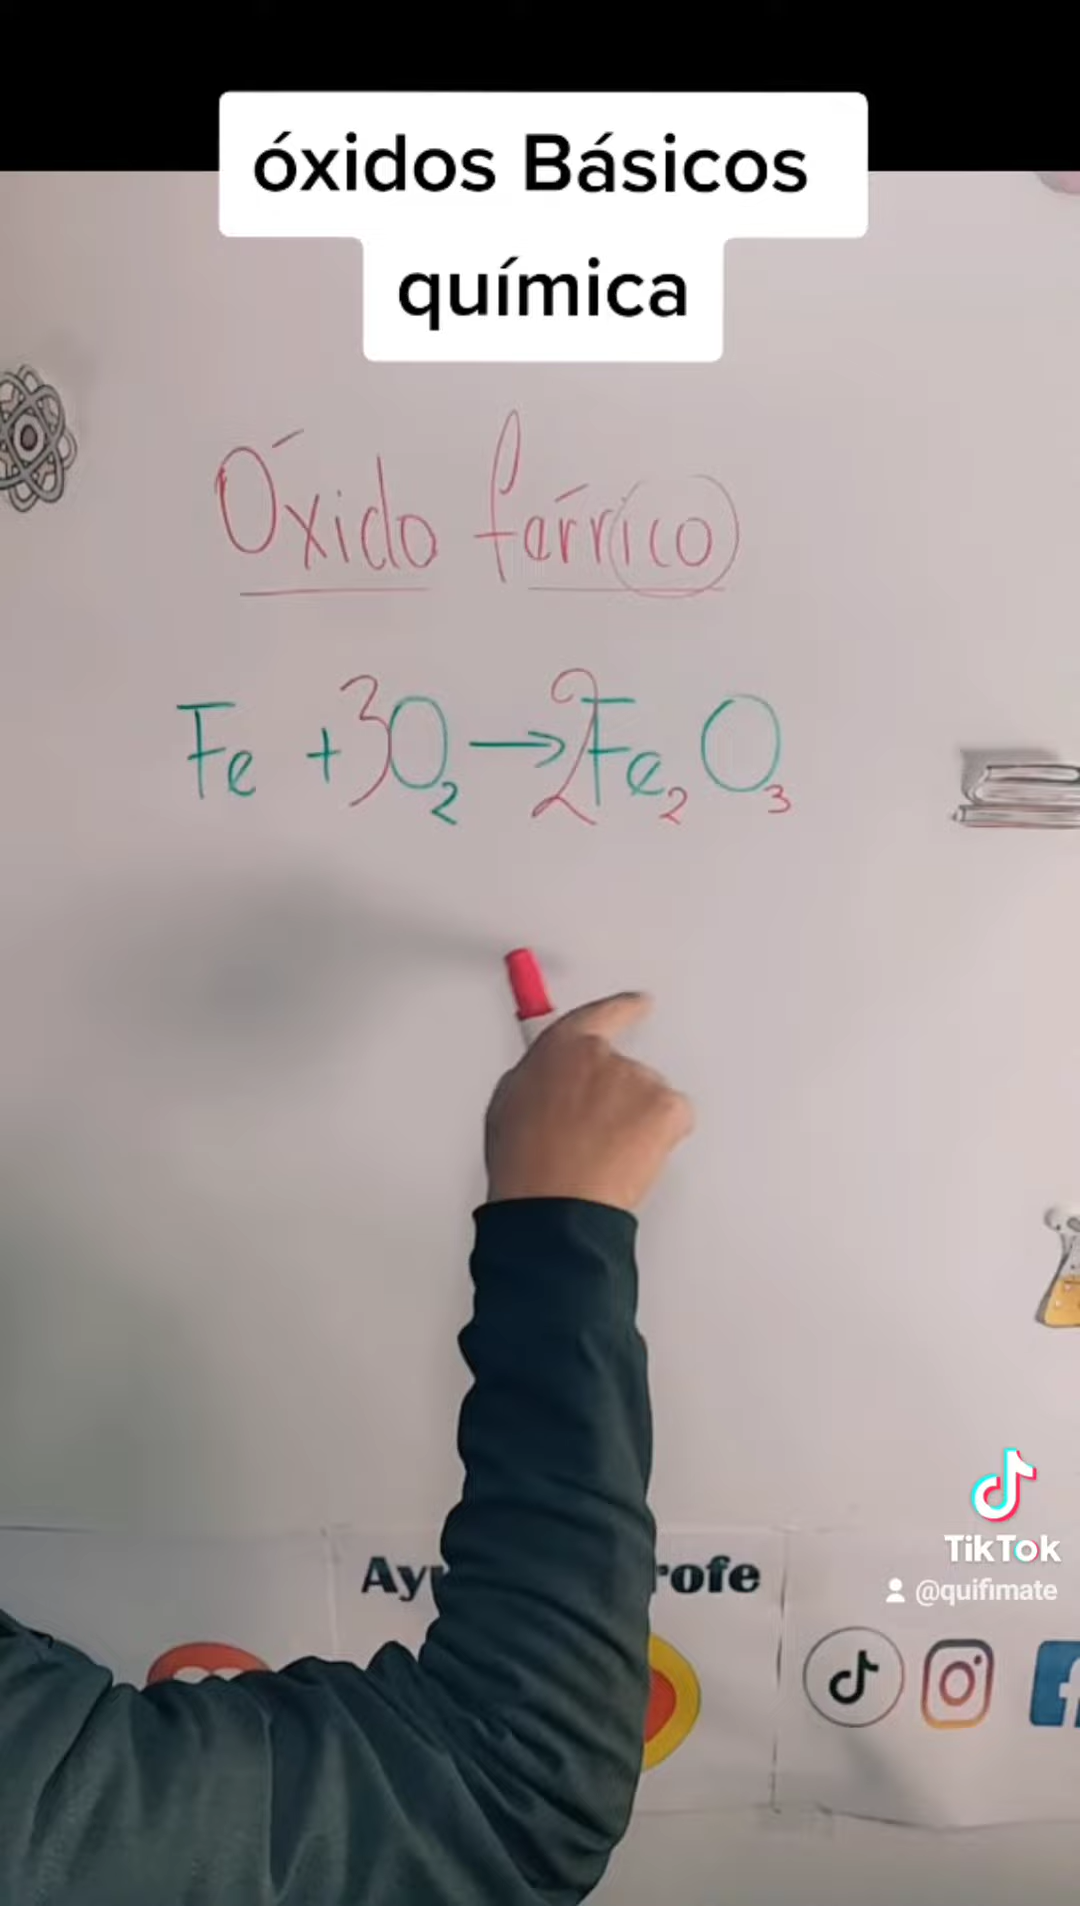 óxidos Básicos
química
Óxido férrico
Fe + 3O₂ → 2Fe₂O₃
TikTok
@quifimate